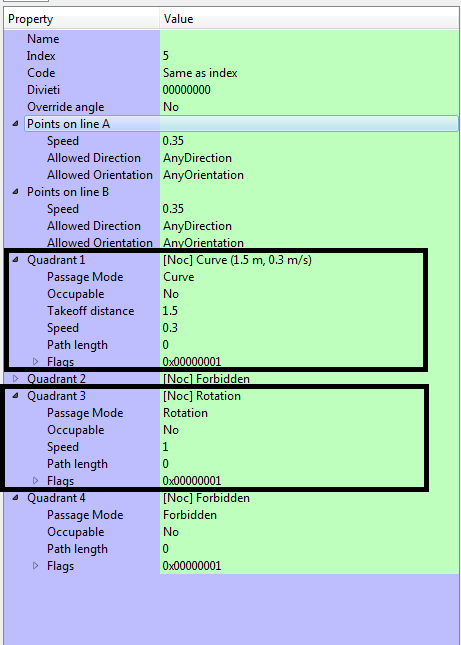 Property Value
Name
Index 5
Code Same as index
Divieti 00000000
Override angle No
Points on line A
Speed 0.35
Allowed Direction AnyDirection
Allowed Orientation AnyOrientation
Points on line B
Speed 0.35
Allowed Direction AnyDirection
Allowed Orientation AnyOrientation
Quadrant 1 [Noc] Curve (1.5 m, 0.3 m/s)
Passage Mode Curve
Occupable No
Takeoff distance 1.5
Speed 0.3
Path length 0
Flags 0x00000001
Quadrant 2 [Noc] Forbidden
Quadrant 3 [Noc] Rotation
Passage Mode Rotation
Occupable No
Speed 1
Path length 0
Flags 0x00000001
Quadrant 4 [Noc] Forbidden
Passage Mode Forbidden
Occupable No
Path length 0
Flags 0x00000001